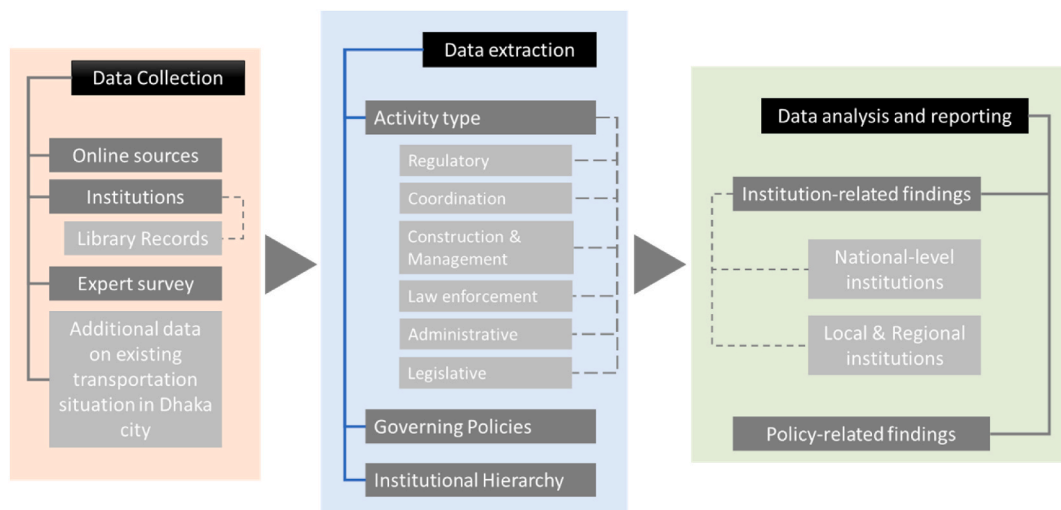 Data Collection
Online sources
Institutions
Library Records
Expert survey
Additional data
on existing
transportation
situation in Dhaka
city
Data extraction
Activity type
Regulatory
Coordination
Construction &
Management
Law enforcement
Administrative
Legislative
Governing Policies
Institutional Hierarchy
Data analysis and reporting
Institution-related findings
National-level
institutions
Local & Regional
institutions
Policy-related findings